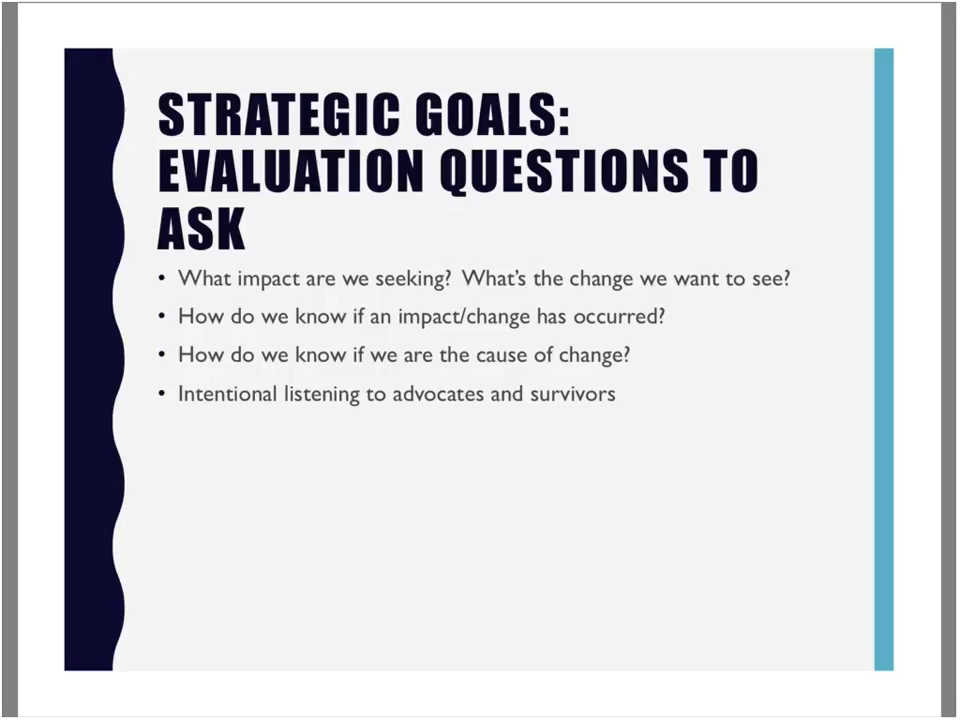 STRATEGIC GOALS:
EVALUATION QUESTIONS TO
ASK
• What impact are we seeking?  What’s the change we want to see?
• How do we know if an impact/change has occurred?
• How do we know if we are the cause of change?
• Intentional listening to advocates and survivors